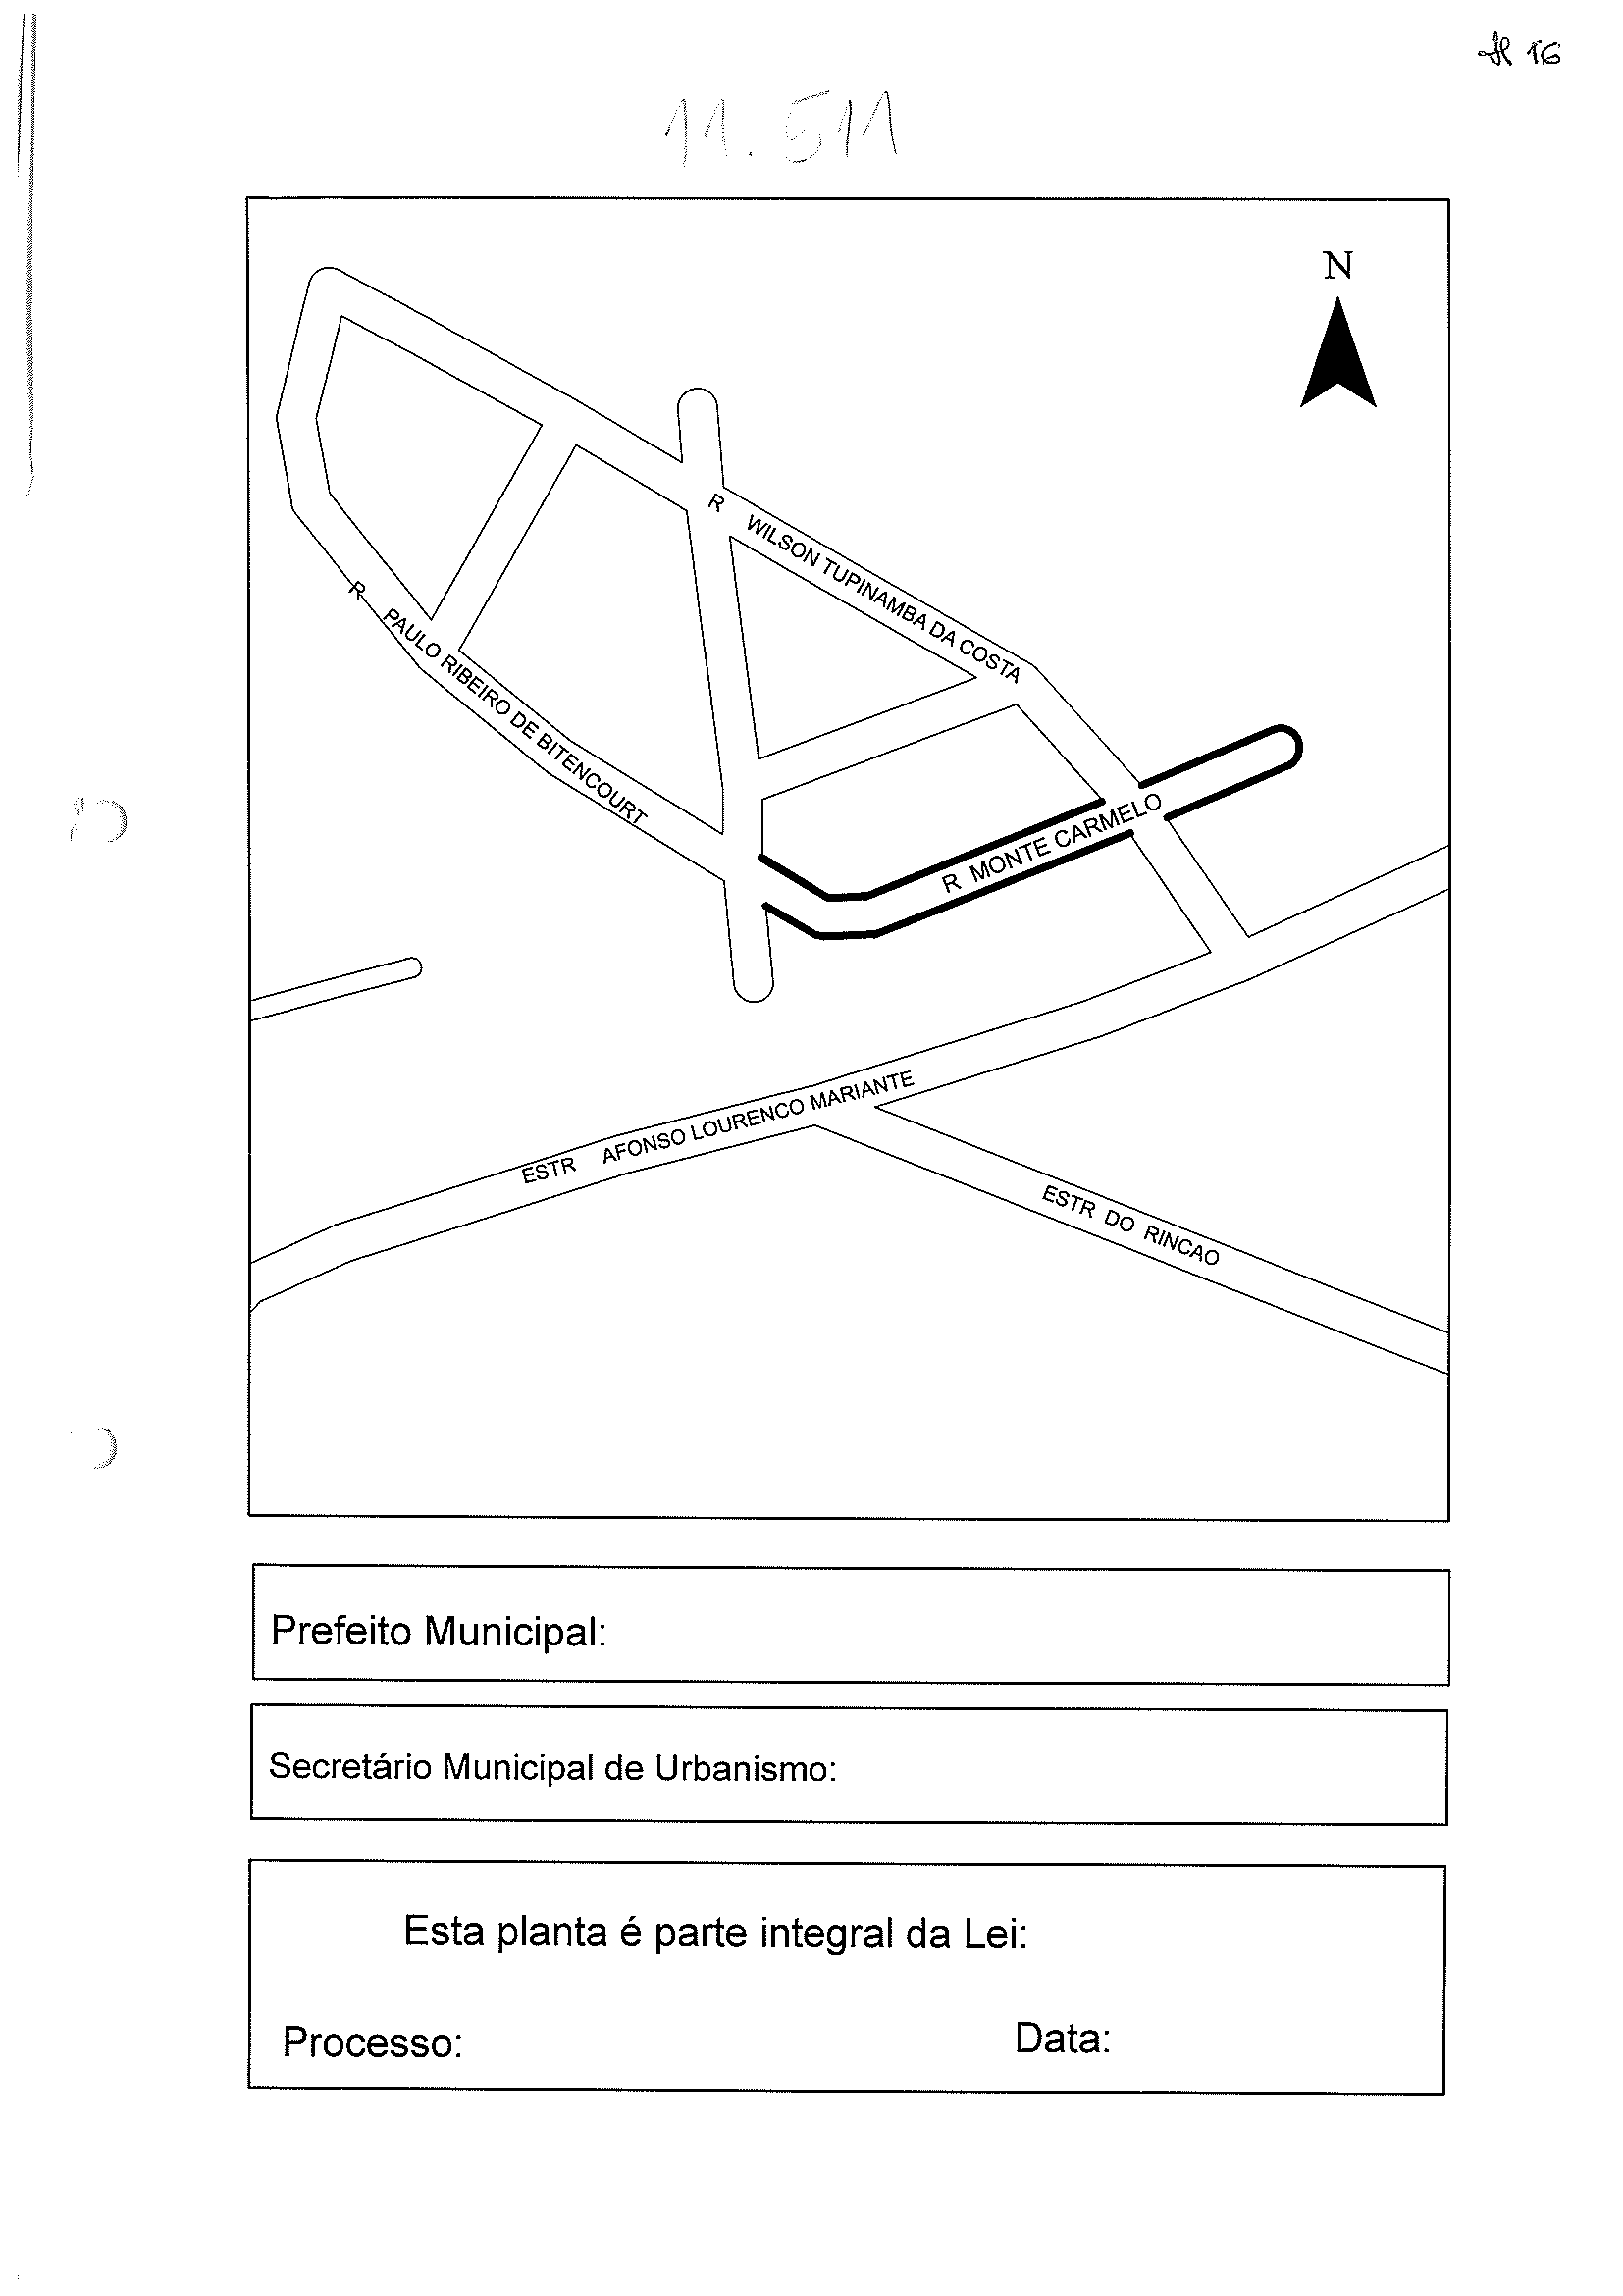 16
11.511
N
R WILSON TUPINAMBA DA COSTA
R PAULO RIBEIRO DE BITENCOURT
R MONTE CARMELO
ESTR AFONSO LOURENCO MARIANTE
ESTR DO RINCAO
Prefeito Municipal:
Secretário Municipal de Urbanismo:
Esta planta é parte integral da Lei:
Processo:
Data: